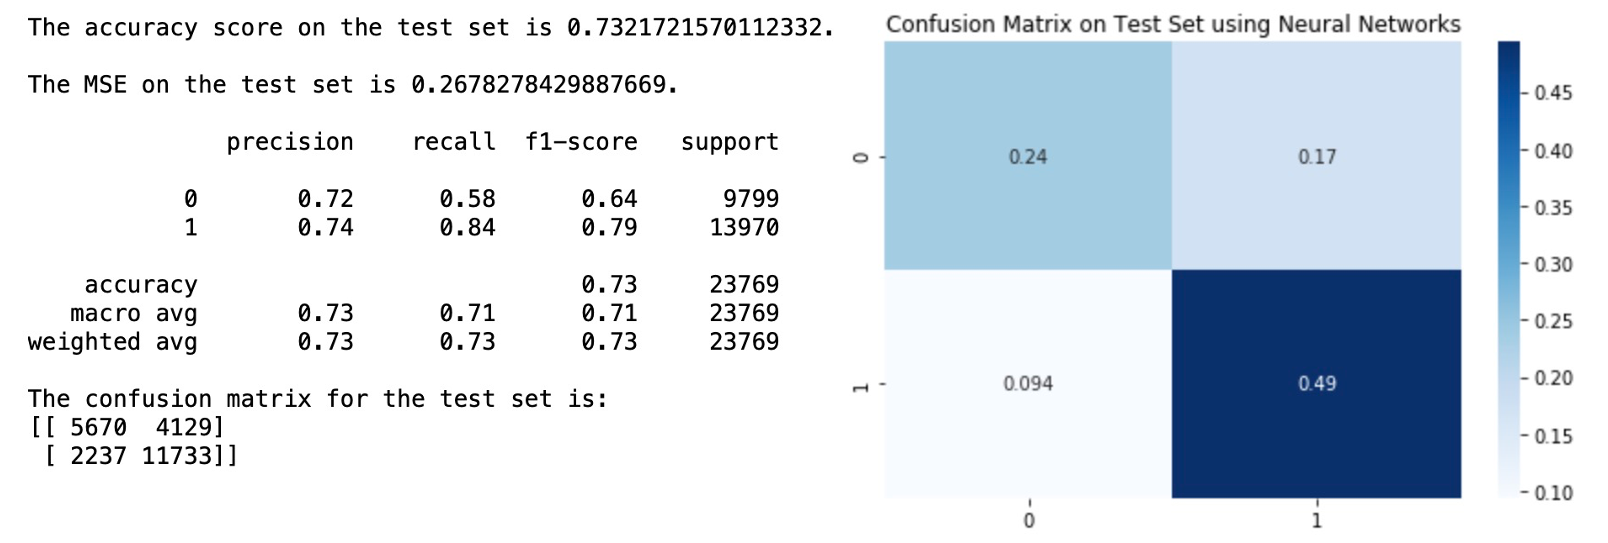 The accuracy score on the test set is 0.7321721570112332.
The MSE on the test set is 0.2678278429887669.
precision recall f1-score support
0 0.72 0.58 0.64 9799
1 0.74 0.84 0.79 13970
accuracy 0.73 23769
macro avg 0.73 0.71 0.71 23769
weighted avg 0.73 0.73 0.73 23769
The confusion matrix for the test set is:
[[ 5670 4129]
[ 2237 11733]]
Confusion Matrix on Test Set using Neural Networks
0 0.24 0.17
1 0.094 0.49
0 1
0.45
0.40
0.35
0.30
0.25
0.20
0.15
0.10